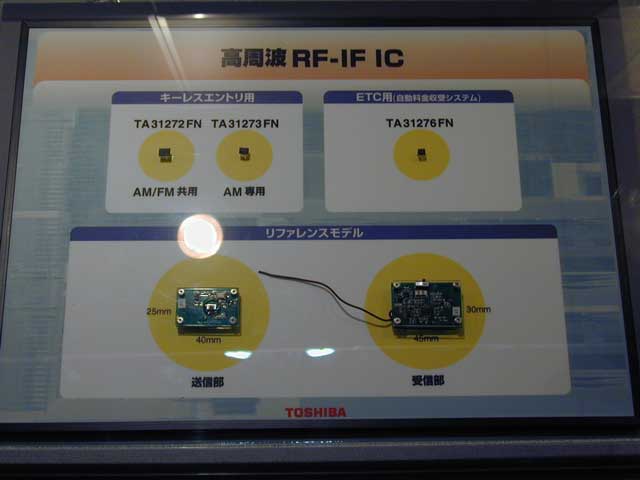 高周波 RF-IF IC
キーレスエントリ用
TA31272FN TA31273FN
AM/FM 共用 AM 専用
ETC用(自動料金収受システム)
TA31276FN
リファレンスモデル
25mm
40mm
送信部
30mm
45mm
受信部
TOSHIBA